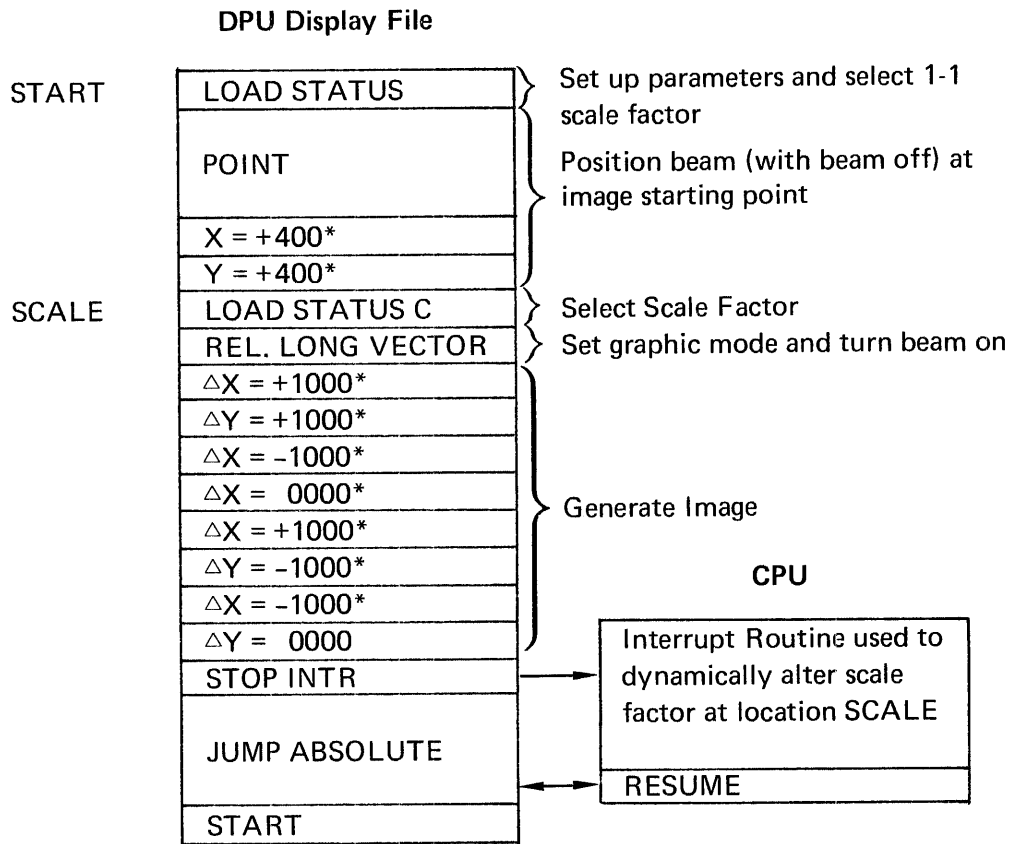 DPU Display File
START
LOAD STATUS
Set up parameters and select 1-1
scale factor
POINT
Position beam (with beam off) at
image starting point
X = +400*
Y = +400*
SCALE
LOAD STATUS C
Select Scale Factor
REL. LONG VECTOR
Set graphic mode and turn beam on
△X = +1000*
△Y = +1000*
△X = -1000*
△X = 0000*
△X = +1000*
△Y = -1000*
△X = -1000*
△Y = 0000
Generate Image
STOP INTR
JUMP ABSOLUTE
START
CPU
Interrupt Routine used to
dynamically alter scale
factor at location SCALE
RESUME